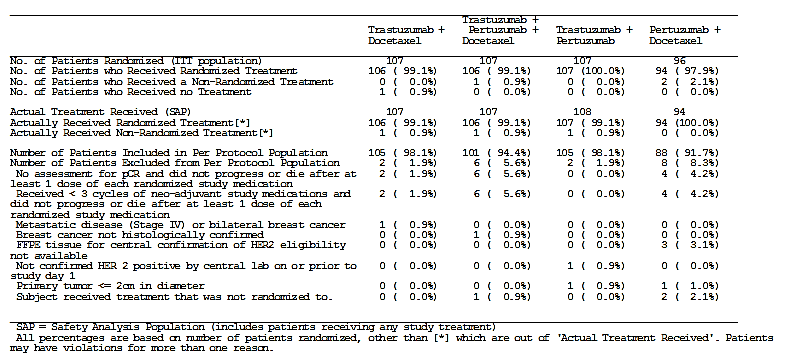 Trastuzumab + Docetaxel Trastuzumab + Pertuzumab + Docetaxel Trastuzumab + Pertuzumab Pertuzumab + Docetaxel
No. of Patients Randomized (ITT population) 107 107 107 96
No. of Patients who Received Randomized Treatment 106 ( 99.1%) 106 ( 99.1%) 107 (100.0%) 94 ( 97.9%)
No. of Patients who Received a Non-Randomized Treatment 0 ( 0.0%) 1 ( 0.9%) 0 ( 0.0%) 2 ( 2.1%)
No. of Patients who Received no Treatment 1 ( 0.9%) 0 ( 0.0%) 0 ( 0.0%) 0 ( 0.0%)
Actual Treatment Received (SAP) 107 107 108 94
Actually Received Randomized Treatment[*] 106 ( 99.1%) 106 ( 99.1%) 107 ( 99.1%) 94 (100.0%)
Actually Received Non-Randomized Treatment[*] 1 ( 0.9%) 1 ( 0.9%) 1 ( 0.9%) 0 ( 0.0%)
Number of Patients Included in Per Protocol Population 105 ( 98.1%) 101 ( 94.4%) 105 ( 98.1%) 88 ( 91.7%)
Number of Patients Excluded from Per Protocol Population 2 ( 1.9%) 6 ( 5.6%) 2 ( 1.9%) 8 ( 8.3%)
No assessment for pCR and did not progress or die after at 2 ( 1.9%) 6 ( 5.6%) 0 ( 0.0%) 4 ( 4.2%)
least 1 dose of each randomized study medication
Received < 3 cycles of neo-adjuvant study medications and 2 ( 1.9%) 6 ( 5.6%) 0 ( 0.0%) 4 ( 4.2%)
did not progress or die after at least 1 dose of each
randomized study medication
Metastatic disease (Stage IV) or bilateral breast cancer 1 ( 0.9%) 0 ( 0.0%) 0 ( 0.0%) 0 ( 0.0%)
Breast cancer not histologically confirmed 0 ( 0.0%) 1 ( 0.9%) 0 ( 0.0%) 0 ( 0.0%)
FFPE tissue for central confirmation of HER2 eligibility 0 ( 0.0%) 0 ( 0.0%) 0 ( 0.0%) 3 ( 3.1%)
not available
Not confirmed HER 2 positive by central lab on or prior to 0 ( 0.0%) 0 ( 0.0%) 1 ( 0.9%) 0 ( 0.0%)
study day 1
Primary tumor <= 2cm in diameter 0 ( 0.0%) 0 ( 0.0%) 1 ( 0.9%) 1 ( 1.0%)
Subject received treatment that was not randomized to. 0 ( 0.0%) 1 ( 0.9%) 0 ( 0.0%) 2 ( 2.1%)
SAP = Safety Analysis Population (includes patients receiving any study treatment)
All percentages are based on number of patients randomized, other than [*] which are out of 'Actual Treatment Received'. Patients
may have violations for more than one reason.